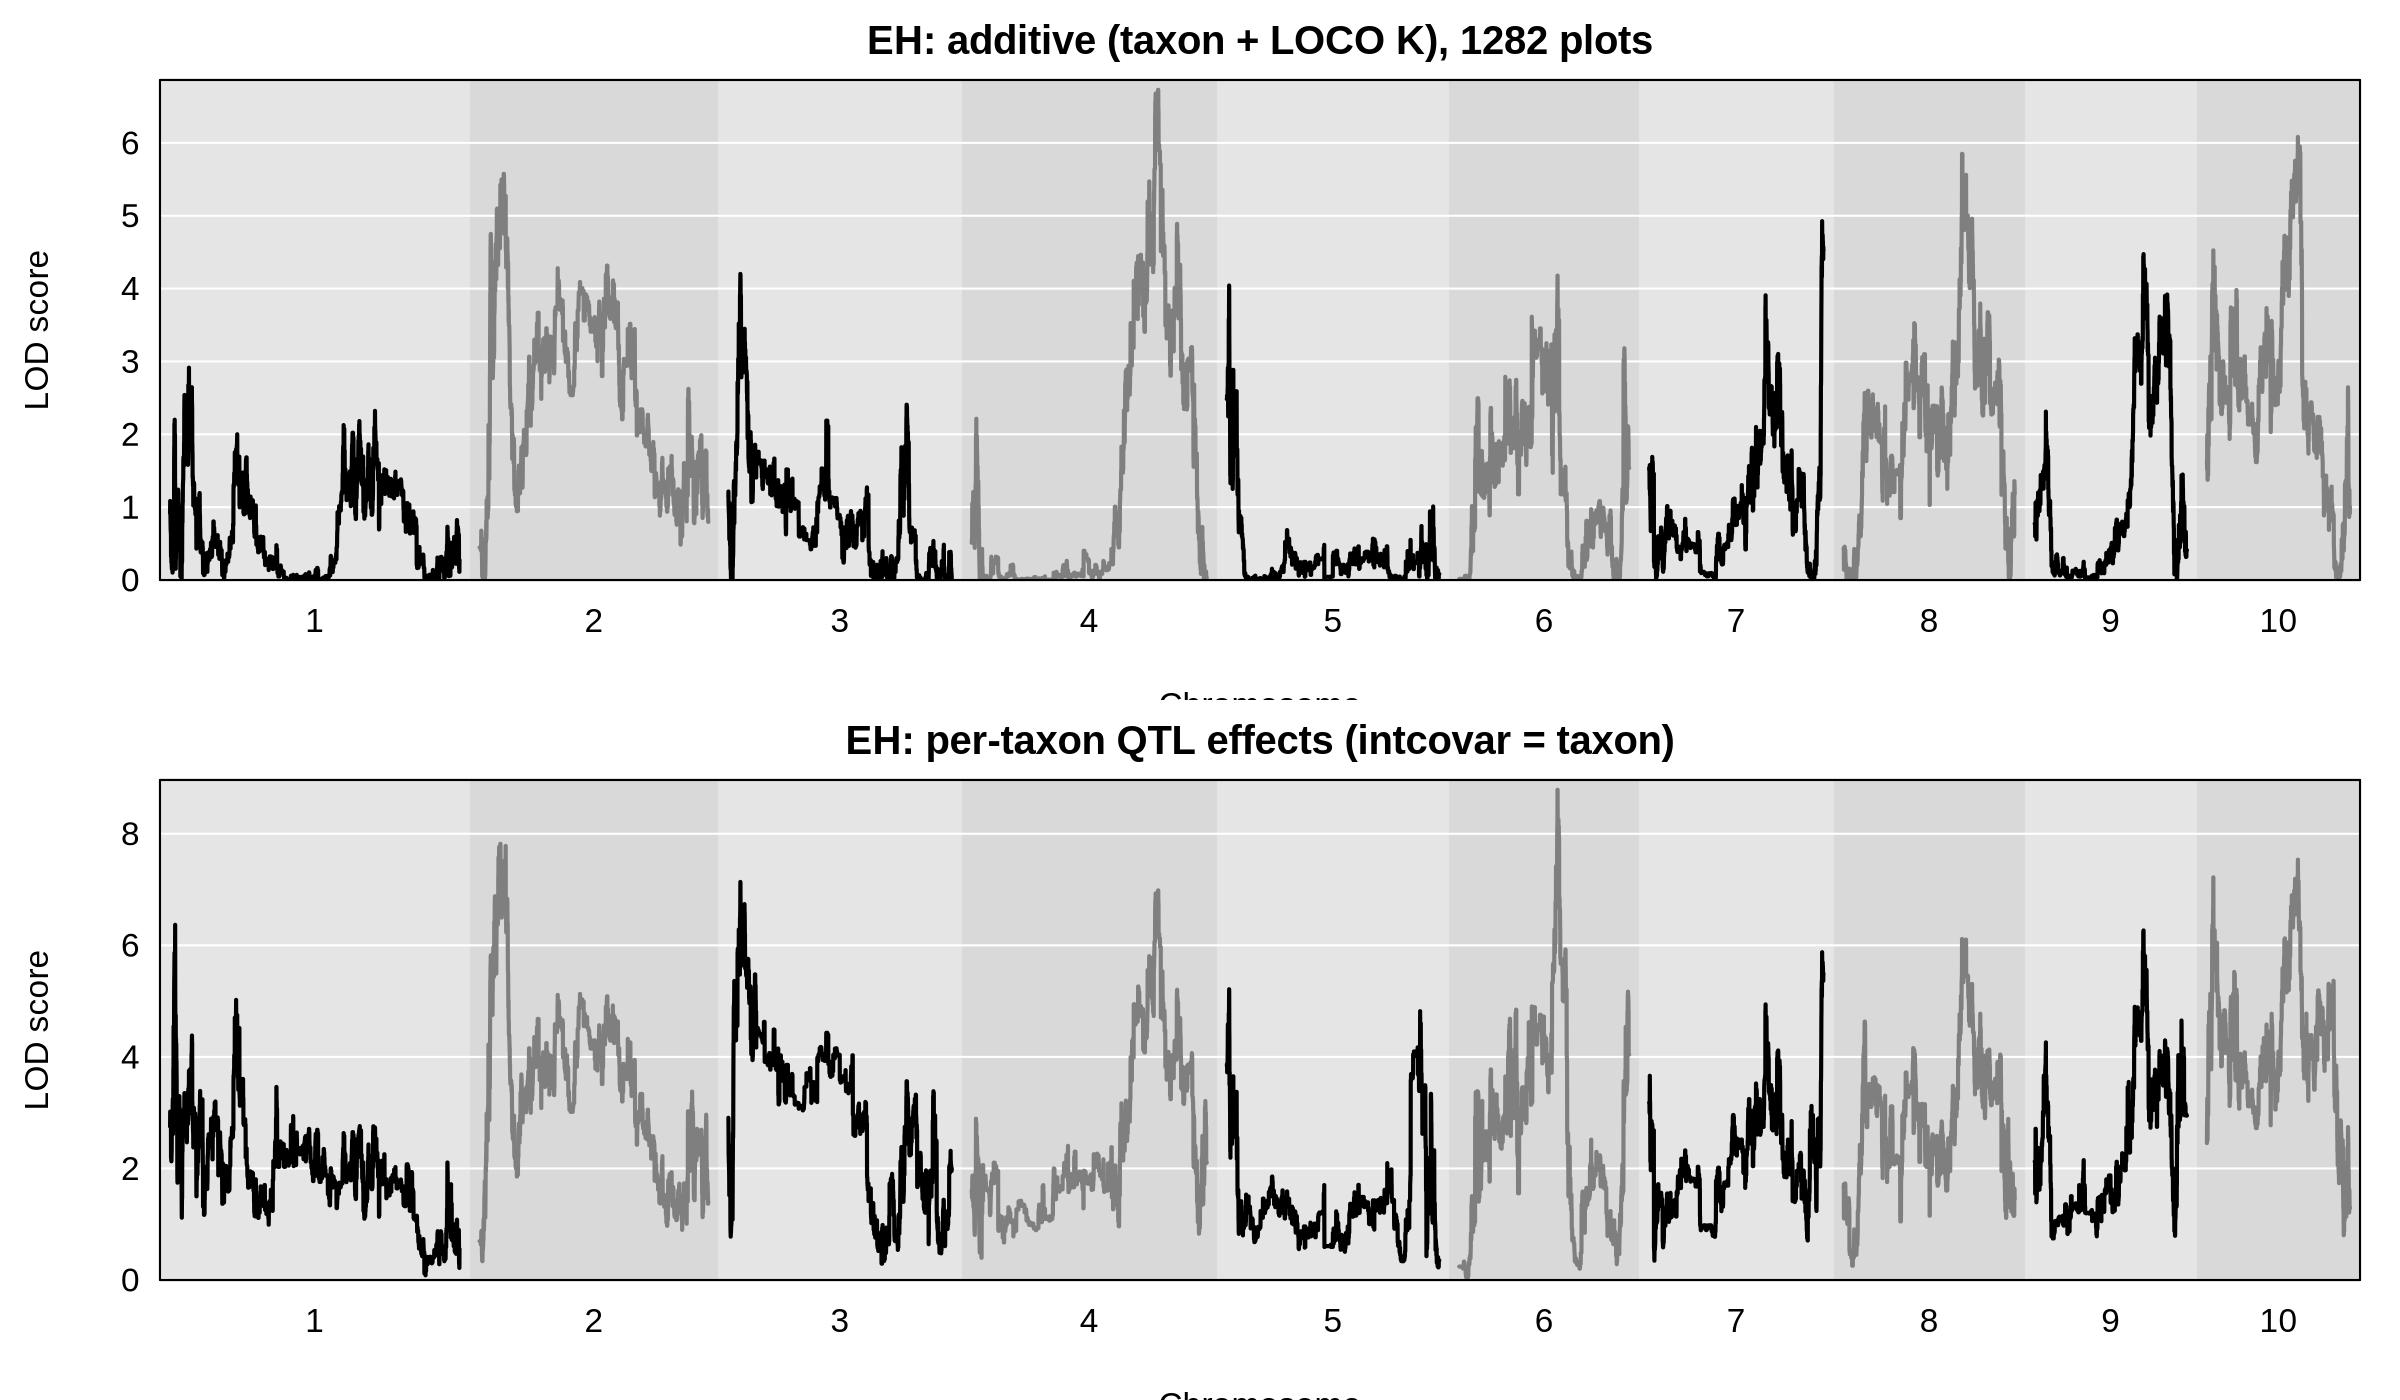 EH: additive (taxon + LOCO K), 1282 plots
LOD score
6
5
4
3
2
1
0
1 2 3 4 5 6 7 8 9 10
Chromosome
EH: per-taxon QTL effects (intcovar = taxon)
LOD score
8
6
4
2
0
1 2 3 4 5 6 7 8 9 10
Chromosome